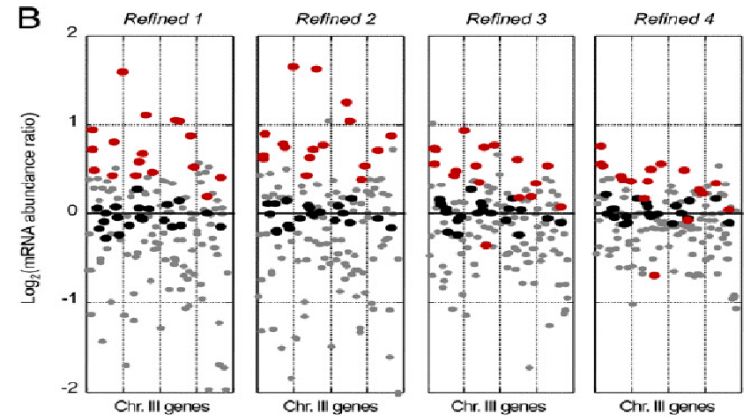 B
Refined 1 Refined 2 Refined 3 Refined 4
2
1
0
-1
-2
Log2(mRNA abundance ratio)
Chr. III genes Chr. III genes Chr. III genes Chr. III genes